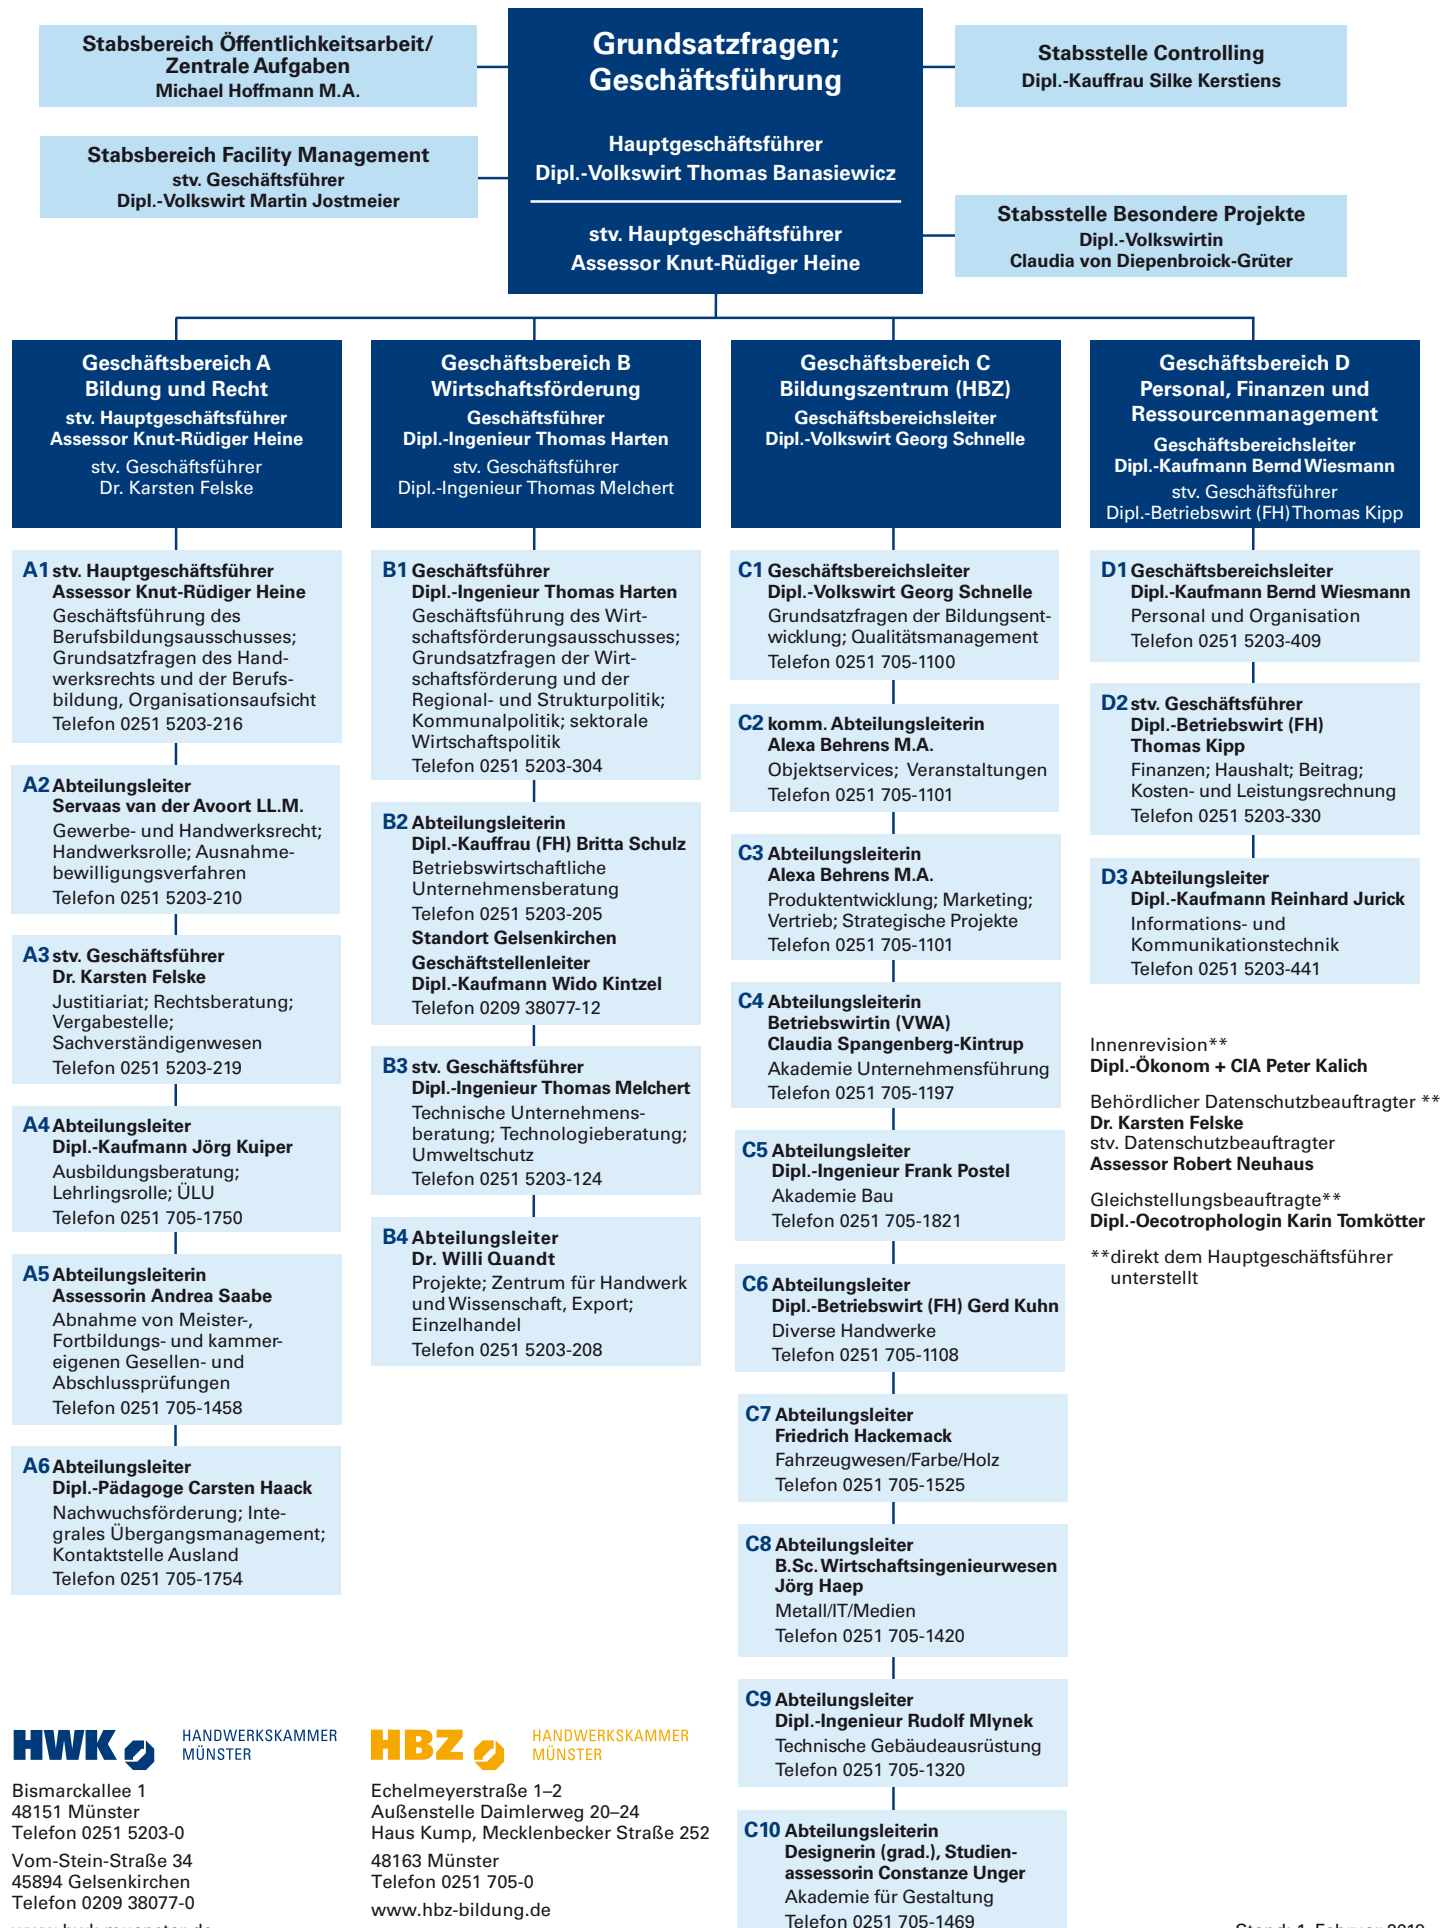 Stabsbereich Öffentlichkeitsarbeit/
Zentrale Aufgaben
Michael Hoffmann M.A.
Stabsbereich Facility Management
stv. Geschäftsführer
Dipl.-Volkswirt Martin Jostmeier
Grundsatzfragen;
Geschäftsführung
Hauptgeschäftsführer
Dipl.-Volkswirt Thomas Banasiewicz
stv. Hauptgeschäftsführer
Assessor Knut-Rüdiger Heine
Stabsstelle Controlling
Dipl.-Kauffrau Silke Kerstiens
Stabsstelle Besondere Projekte
Dipl.-Volkswirtin
Claudia von Diepenbroick-Grüter
Geschäftsbereich A
Bildung und Recht
stv. Hauptgeschäftsführer
Assessor Knut-Rüdiger Heine
stv. Geschäftsführer
Dr. Karsten Felske
A1 stv. Hauptgeschäftsführer
Assessor Knut-Rüdiger Heine
Geschäftsführung des
Berufsbildungsausschusses;
Grundsatzfragen des Hand-
werksrechts und der Berufs-
bildung, Organisationsaufsicht
Telefon 0251 5203-216
A2 Abteilungsleiter
Servaas van der Avoort LL.M.
Gewerbe- und Handwerksrecht;
Handwerksrolle; Ausnahme-
bewilligungsverfahren
Telefon 0251 5203-210
A3 stv. Geschäftsführer
Dr. Karsten Felske
Justitiariat; Rechtsberatung;
Vergabestelle;
Sachverständigenwesen
Telefon 0251 5203-219
A4 Abteilungsleiter
Dipl.-Kaufmann Jörg Kuiper
Ausbildungsberatung;
Lehrlingsrolle; ÜLU
Telefon 0251 705-1750
A5 Abteilungsleiterin
Assessorin Andrea Saabe
Abnahme von Meister-,
Fortbildungs- und kammer-
eigenen Gesellen- und
Abschlussprüfungen
Telefon 0251 705-1458
A6 Abteilungsleiter
Dipl.-Pädagoge Carsten Haack
Nachwuchsförderung; Inte-
grales Übergangsmanagement;
Kontaktstelle Ausland
Telefon 0251 705-1754
Geschäftsbereich B
Wirtschaftsförderung
Geschäftsführer
Dipl.-Ingenieur Thomas Harten
stv. Geschäftsführer
Dipl.-Ingenieur Thomas Melchert
B1 Geschäftsführer
Dipl.-Ingenieur Thomas Harten
Geschäftsführung des Wirt-
schaftsförderungsausschusses;
Grundsatzfragen der Wirt-
schaftsförderung und der
Regional- und Strukturpolitik;
Kommunalpolitik; sektorale
Wirtschaftspolitik
Telefon 0251 5203-304
B2 Abteilungsleiterin
Dipl.-Kauffrau (FH) Britta Schulz
Betriebswirtschaftliche
Unternehmensberatung
Telefon 0251 5203-205
Standort Gelsenkirchen
Geschäftstellenleiter
Dipl.-Kaufmann Wido Kintzel
Telefon 0209 38077-12
B3 stv. Geschäftsführer
Dipl.-Ingenieur Thomas Melchert
Technische Unternehmens-
beratung; Technologieberatung;
Umweltschutz
Telefon 0251 5203-124
B4 Abteilungsleiter
Dr. Willi Quandt
Projekte; Zentrum für Handwerk
und Wissenschaft, Export;
Einzelhandel
Telefon 0251 5203-208
Geschäftsbereich C
Bildungszentrum (HBZ)
Geschäftsbereichsleiter
Dipl.-Volkswirt Georg Schnelle
C1 Geschäftsbereichsleiter
Dipl.-Volkswirt Georg Schnelle
Grundsatzfragen der Bildungsent-
wicklung; Qualitätsmanagement
Telefon 0251 705-1100
C2 komm. Abteilungsleiterin
Alexa Behrens M.A.
Objektservices; Veranstaltungen
Telefon 0251 705-1101
C3 Abteilungsleiterin
Alexa Behrens M.A.
Produktentwicklung; Marketing;
Vertrieb; Strategische Projekte
Telefon 0251 705-1101
C4 Abteilungsleiterin
Betriebswirtin (VWA)
Claudia Spangenberg-Kintrup
Akademie Unternehmensführung
Telefon 0251 705-1197
C5 Abteilungsleiter
Dipl.-Ingenieur Frank Postel
Akademie Bau
Telefon 0251 705-1821
C6 Abteilungsleiter
Dipl.-Betriebswirt (FH) Gerd Kuhn
Diverse Handwerke
Telefon 0251 705-1108
C7 Abteilungsleiter
Friedrich Hackemack
Fahrzeugwesen/Farbe/Holz
Telefon 0251 705-1525
C8 Abteilungsleiter
B.Sc. Wirtschaftsingenieurwesen
Jörg Haep
Metall/IT/Medien
Telefon 0251 705-1420
C9 Abteilungsleiter
Dipl.-Ingenieur Rudolf Mlynek
Technische Gebäudeausrüstung
Telefon 0251 705-1320
C10 Abteilungsleiterin
Designerin (grad.), Studien-
assessorin Constanze Unger
Akademie für Gestaltung
Telefon 0251 705-1469
Geschäftsbereich D
Personal, Finanzen und
Ressourcenmanagement
Geschäftsbereichsleiter
Dipl.-Kaufmann Bernd Wiesmann
stv. Geschäftsführer
Dipl.-Betriebswirt (FH) Thomas Kipp
D1 Geschäftsbereichsleiter
Dipl.-Kaufmann Bernd Wiesmann
Personal und Organisation
Telefon 0251 5203-409
D2 stv. Geschäftsführer
Dipl.-Betriebswirt (FH)
Thomas Kipp
Finanzen; Haushalt; Beitrag;
Kosten- und Leistungsrechnung
Telefon 0251 5203-330
D3 Abteilungsleiter
Dipl.-Kaufmann Reinhard Jurick
Informations- und
Kommunikationstechnik
Telefon 0251 5203-441
Innenrevision**
Dipl.-Ökonom + CIA Peter Kalich
Behördlicher Datenschutzbeauftragter **
Dr. Karsten Felske
stv. Datenschutzbeauftragter
Assessor Robert Neuhaus
Gleichstellungsbeauftragte**
Dipl.-Oecotrophologin Karin Tomkötter
**direkt dem Hauptgeschäftsführer
unterstellt
HWK HANDWERKSKAMMER
MÜNSTER
Bismarckallee 1
48151 Münster
Telefon 0251 5203-0
Vom-Stein-Straße 34
45894 Gelsenkirchen
Telefon 0209 38077-0
HBZ HANDWERKSKAMMER
MÜNSTER
Echelmeyerstraße 1–2
Außenstelle Daimlerweg 20–24
Haus Kump, Mecklenbecker Straße 252
48163 Münster
Telefon 0251 705-0
www.hbz-bildung.de